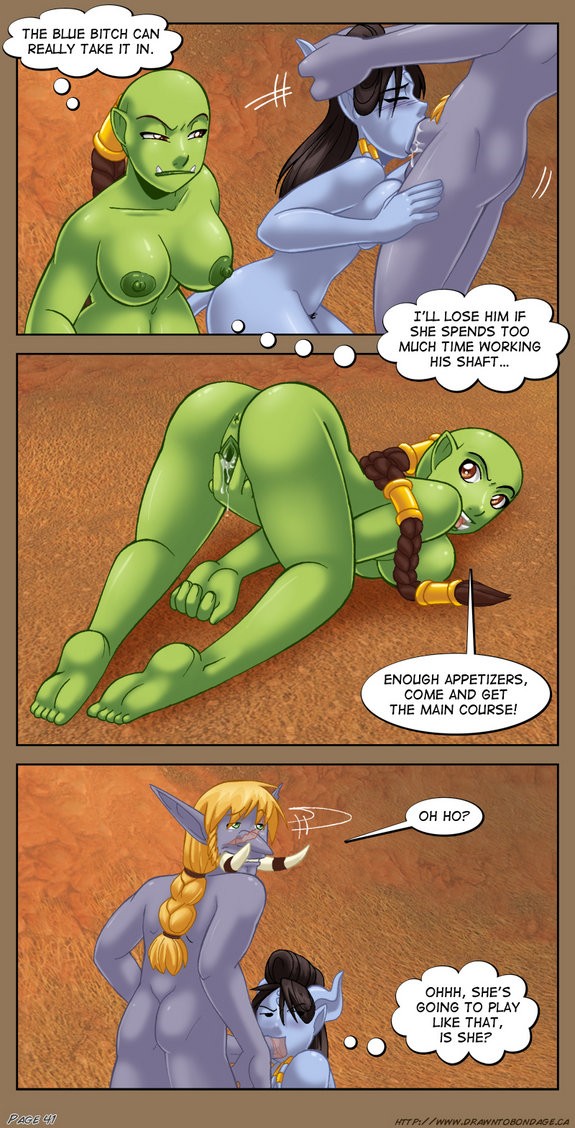 THE BLUE BITCH CAN
REALLY TAKE IT IN.
I'LL LOSE HIM IF
SHE SPENDS TOO
MUCH TIME WORKING
HIS SHAFT...
ENOUGH APPETIZERS,
COME AND GET
THE MAIN COURSE!
OH HO?
OHHH, SHE'S
GOING TO PLAY
LIKE THAT,
IS SHE?
PAGE 41
HTTP://WWW.DRAWNTOBONDAGE.CA